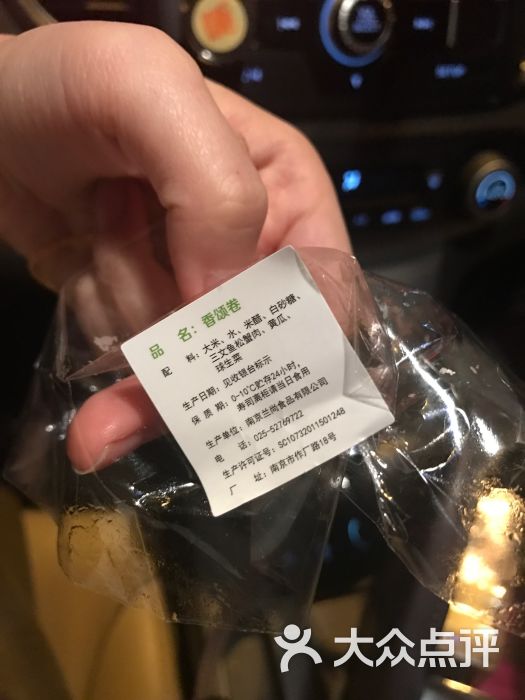 品 名：香颂卷
配 料：大米、水、米醋、白砂糖、
三文鱼松蟹肉、黄瓜、
球生菜
生产日期：见收银台标示
保 质 期：0-10℃贮存24小时，
寿司离柜请当日食用
生产单位：南京兰尚食品有限公司
电 话：025-52769722
生产许可证号：SC10732011501248
厂 址：南京市作厂路18号
大众点评